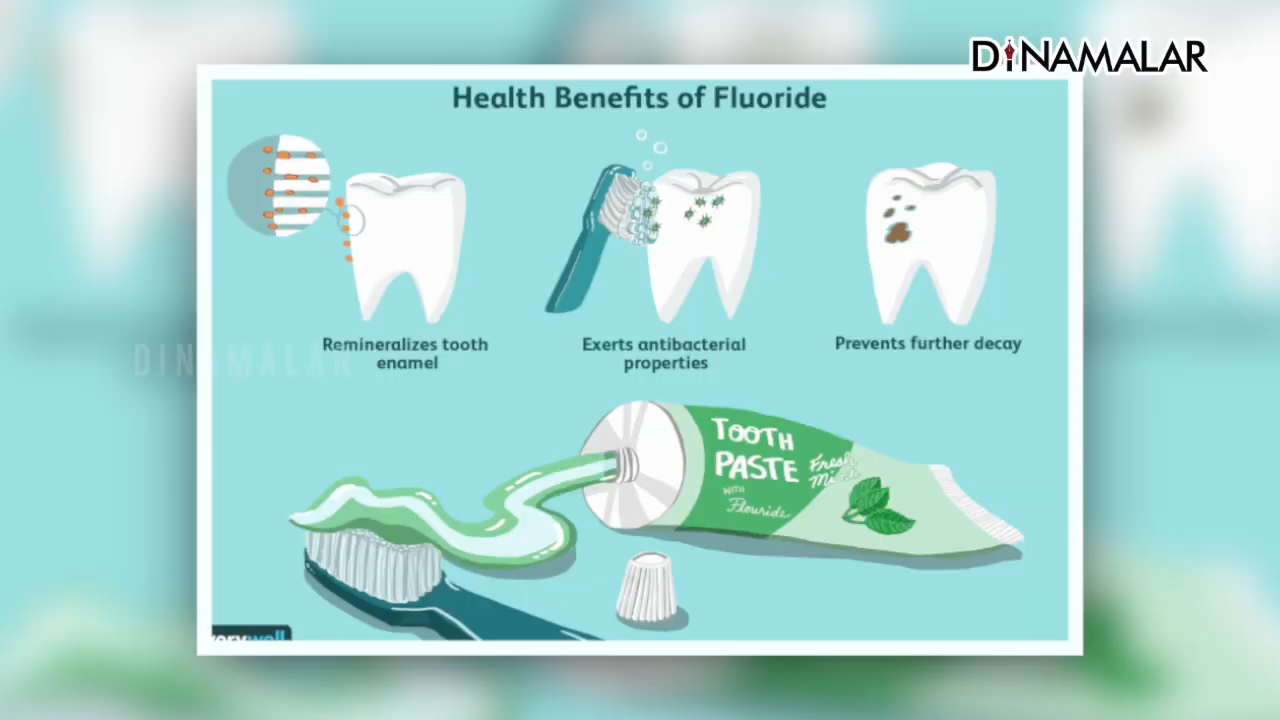 DINAMALAR
Health Benefits of Fluoride
Remineralizes tooth
enamel
Exerts antibacterial
properties
Prevents further decay
DINAMALAR
TOOTH
PASTE
Fresh
Mint
WITH
Flouride
verywell